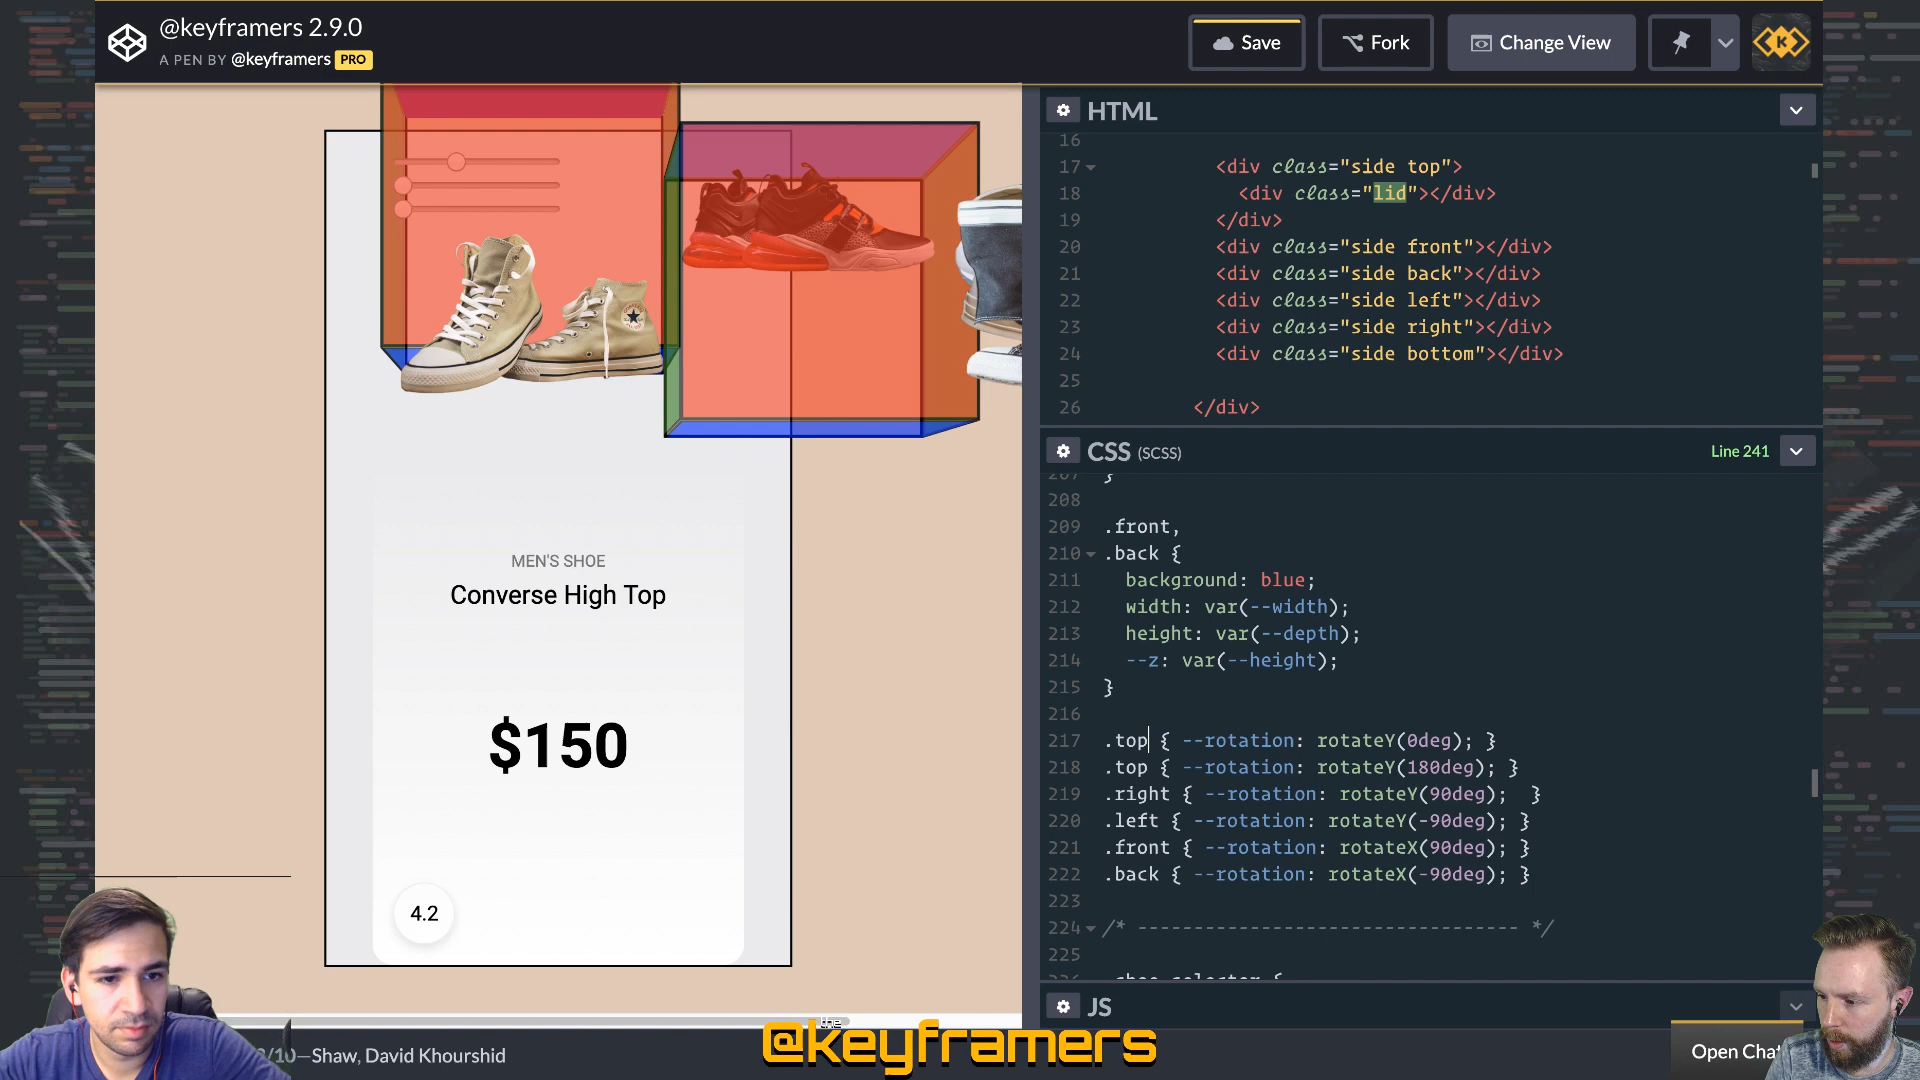 @keyframers 2.9.0
A PEN BY @keyframers PRO
Save
Fork
Change View
K
HTML
16
17 <div class="side top">
18 <div class="lid"></div>
19 </div>
20 <div class="side front"></div>
21 <div class="side back"></div>
22 <div class="side left"></div>
23 <div class="side right"></div>
24 <div class="side bottom"></div>
25
26 </div>
CSS (SCSS)
Line 241
207 }
208
209 .front,
210 .back {
211 background: blue;
212 width: var(--width);
213 height: var(--depth);
214 --z: var(--height);
215 }
216
217 .top { --rotation: rotateY(0deg); }
218 .top { --rotation: rotateY(180deg); }
219 .right { --rotation: rotateY(90deg);  }
220 .left { --rotation: rotateY(-90deg); }
221 .front { --rotation: rotateX(90deg); }
222 .back { --rotation: rotateX(-90deg); }
223
224 /* ---------------------------------- */
225
JS
MEN'S SHOE
Converse High Top
$150
4.2
/10—Shaw, David Khourshid
the
@keyframers
Open Chat